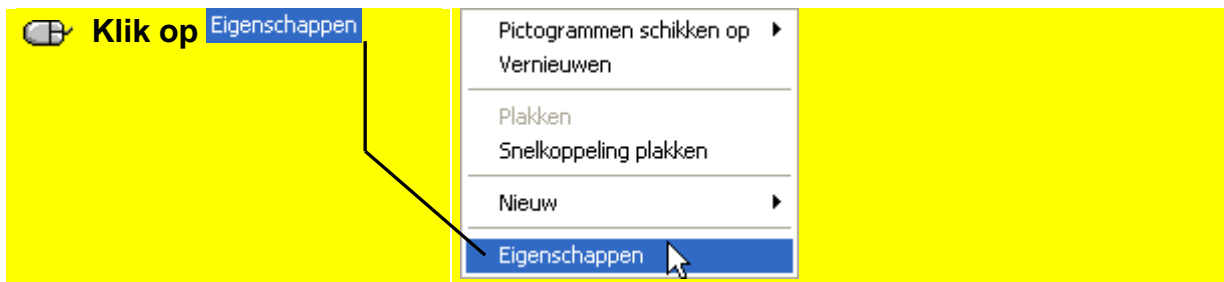 Klik op Eigenschappen
Pictogrammen schikken op
Vernieuwen
Plakken
Snelkoppeling plakken
Nieuw
Eigenschappen